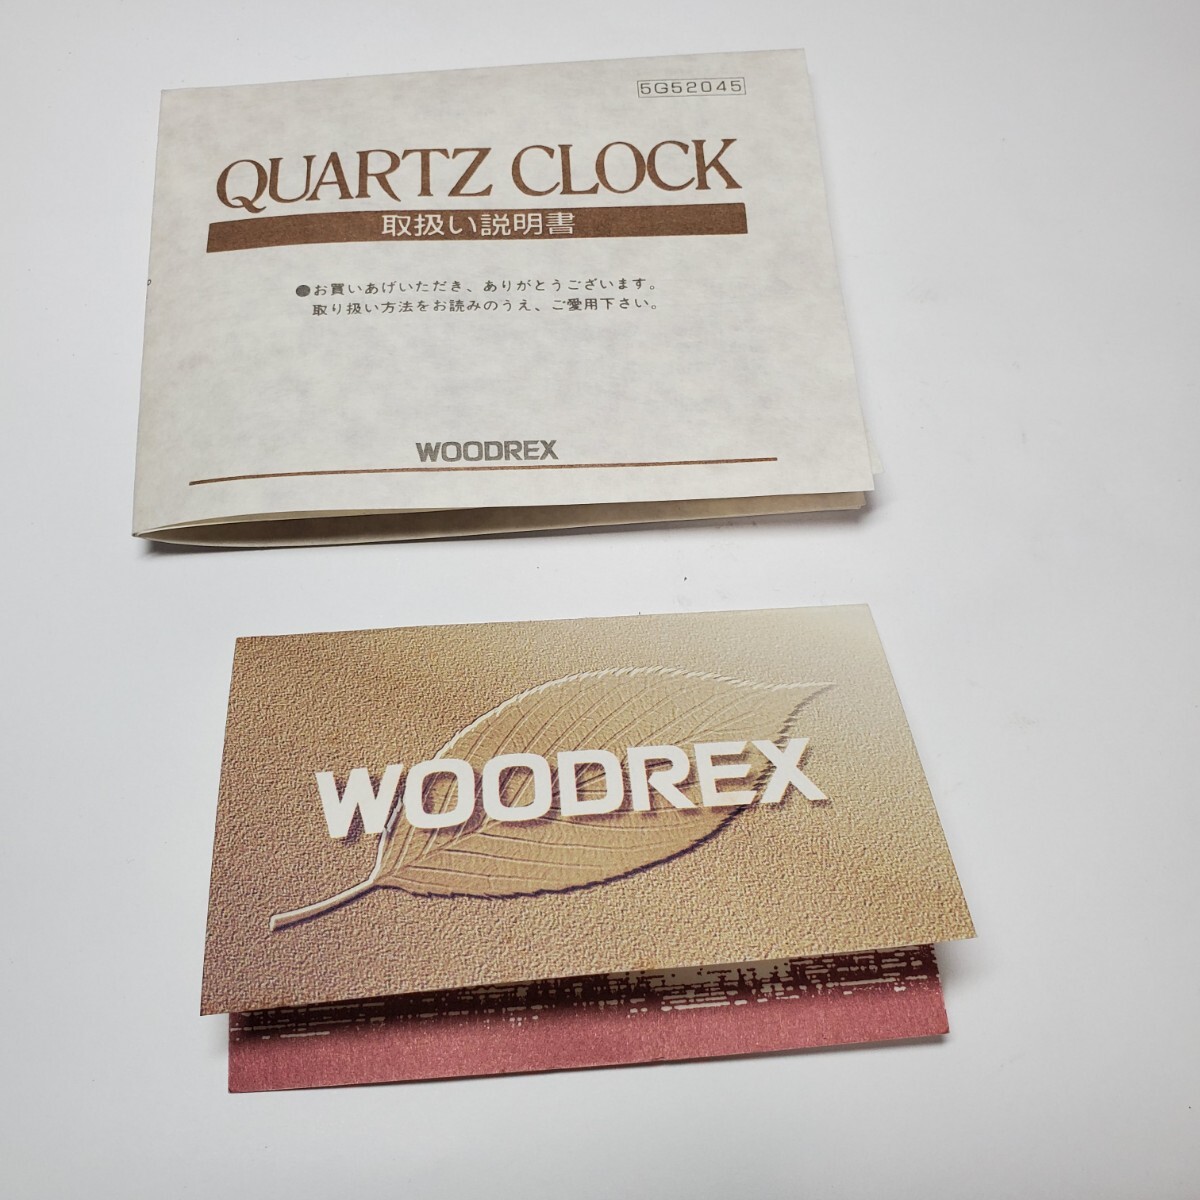 5G52045
QUARTZ CLOCK
取扱い説明書
●お買いあげいただき、ありがとうございます。
取り扱い方法をお読みのうえ、ご愛用下さい。
WOODREX
WOODREX